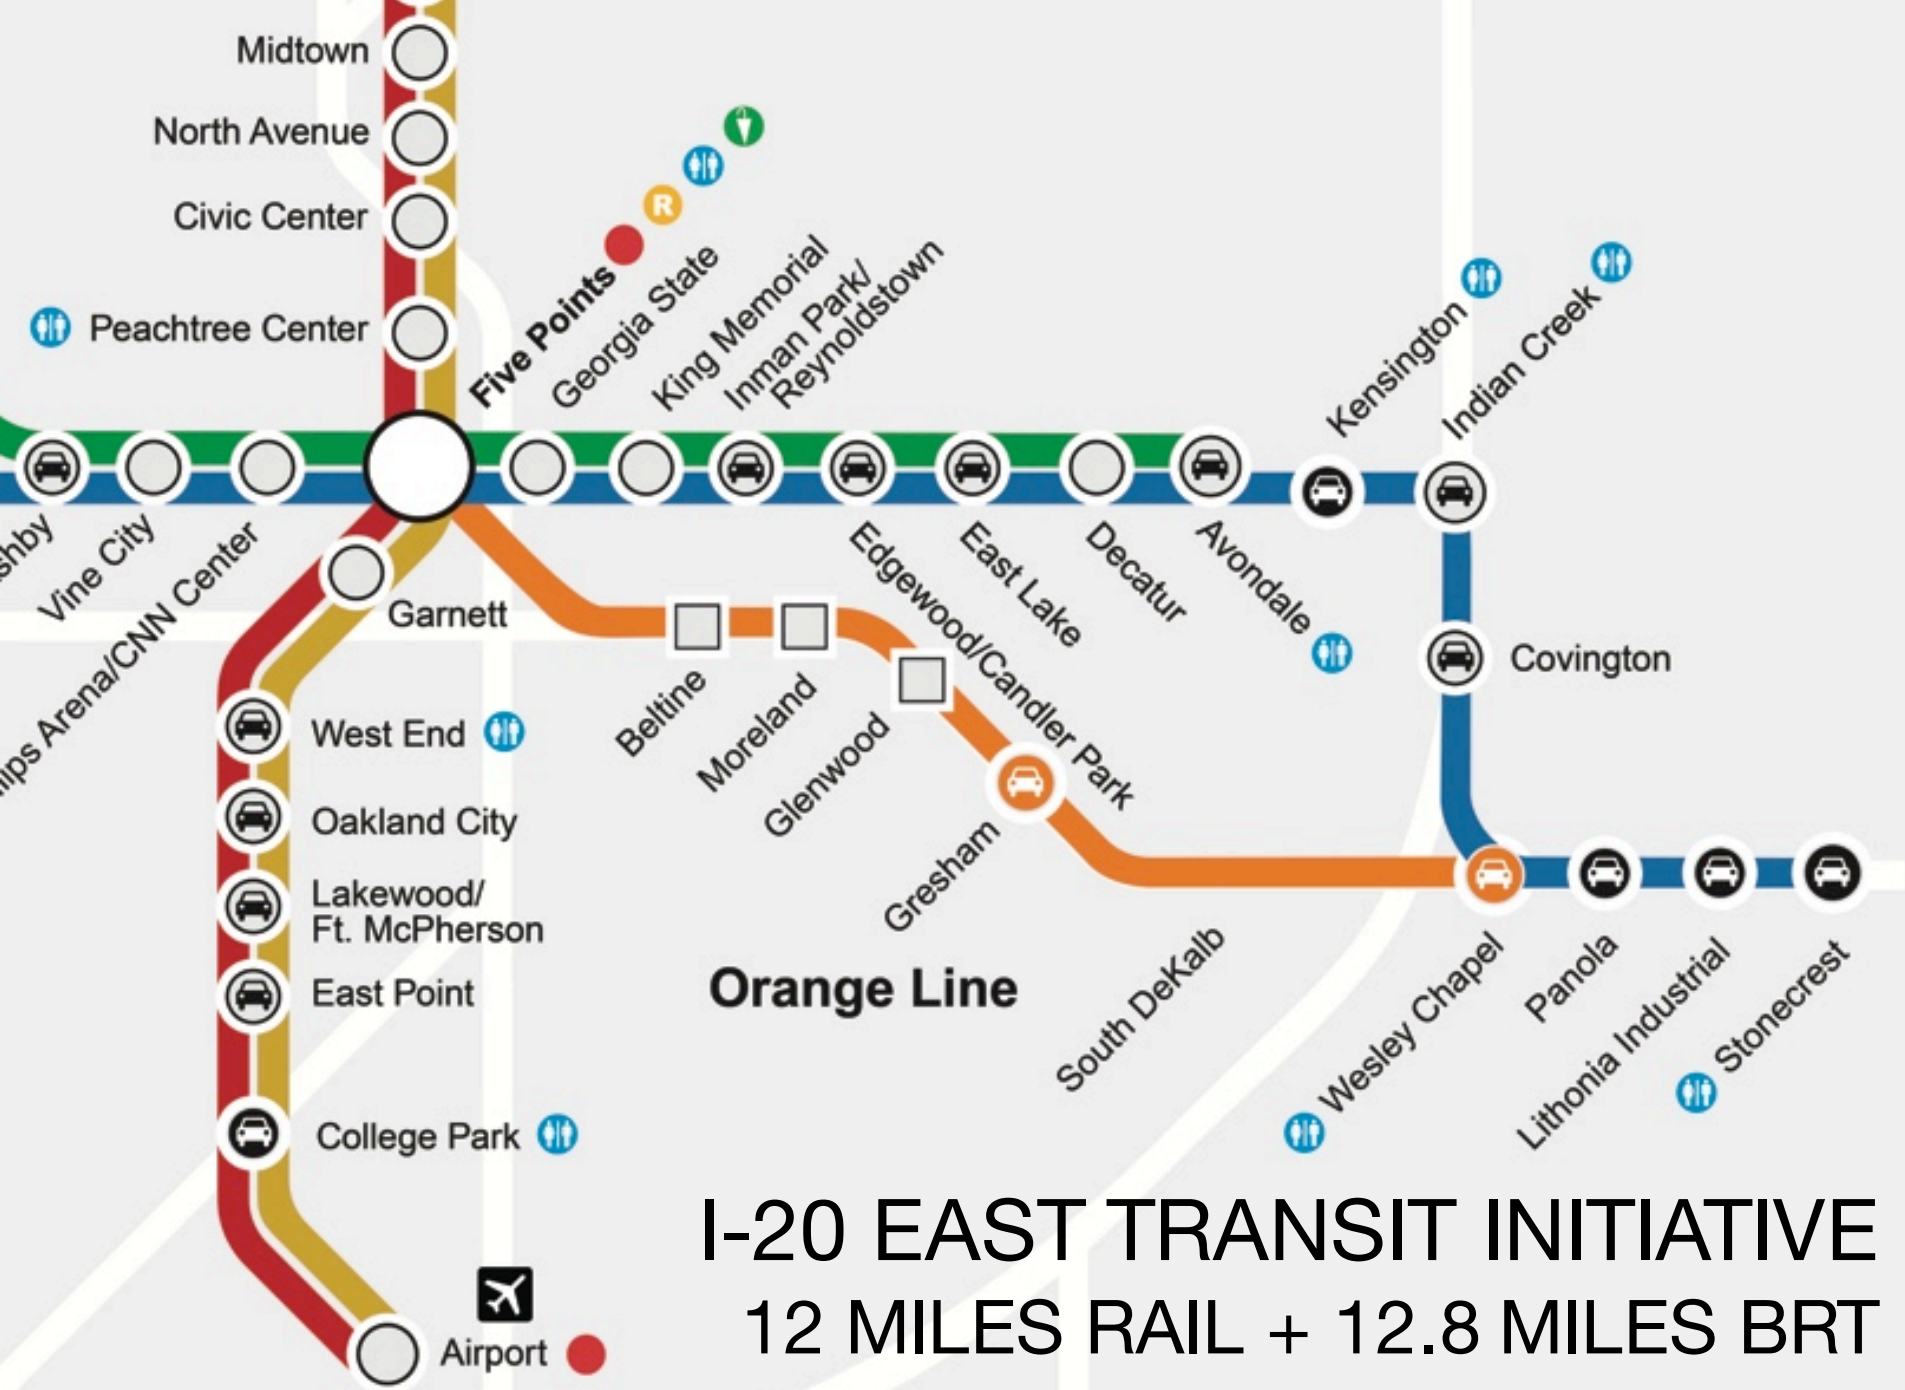 Midtown
North Avenue
Civic Center
Peachtree Center
Five Points
R
Georgia State
King Memorial
Inman Park/
Reynoldstown
Kensington
Indian Creek
Vine City
Arena/CNN Center
Garnett
Edgewood/Candler Park
East Lake
Decatur
Avondale
Covington
Beltine
Moreland
Glenwood
Gresham
West End
Oakland City
Lakewood/
Ft. McPherson
East Point
College Park
Airport
Orange Line
South DeKalb
Wesley Chapel
Panola
Lithonia Industrial
Stonecrest
I-20 EAST TRANSIT INITIATIVE
12 MILES RAIL + 12.8 MILES BRT